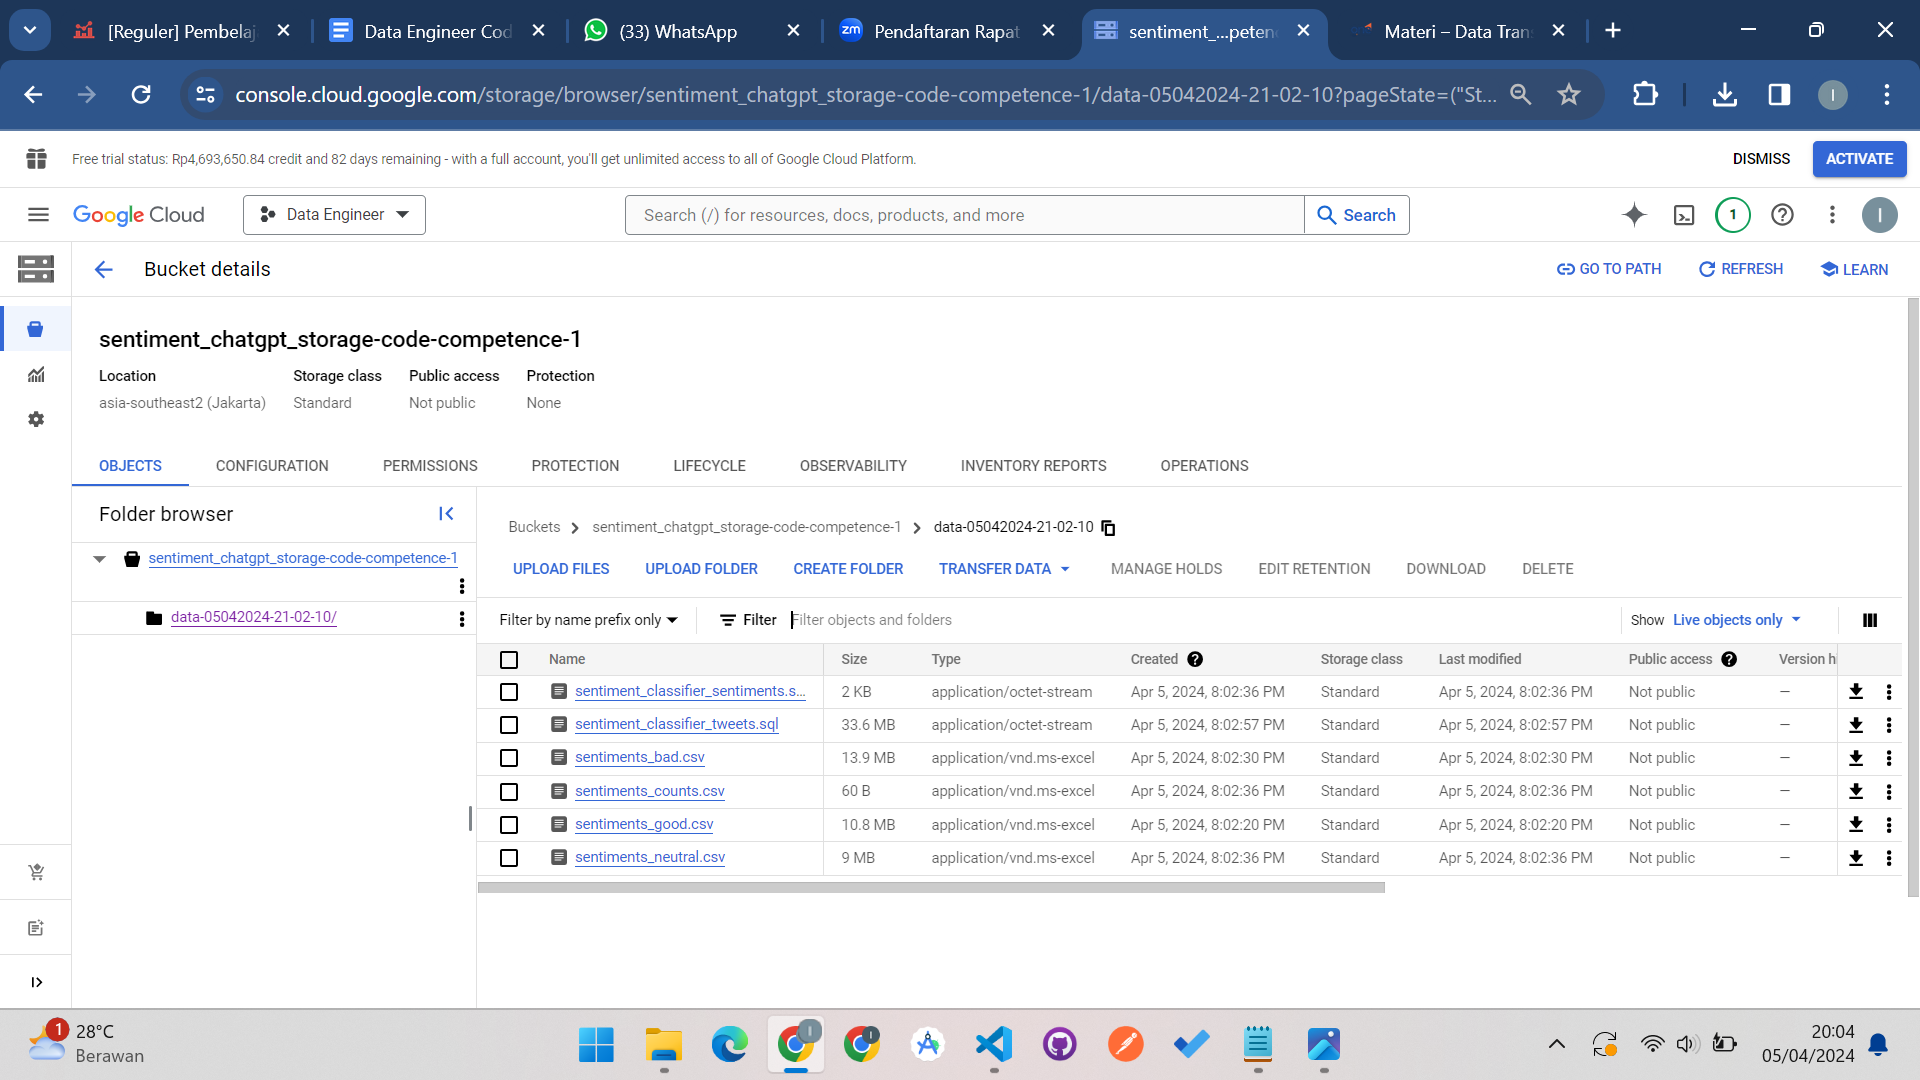 [Reguler] Pembelaj
Data Engineer Cod
(33) WhatsApp
zm
Pendaftaran Rapat
sentiment_...peten
Materi – Data Tran
console.cloud.google.com/storage/browser/sentiment_chatgpt_storage-code-competence-1/data-05042024-21-02-10?pageState=("St...
I
Free trial status: Rp4,693,650.84 credit and 82 days remaining - with a full account, you'll get unlimited access to all of Google Cloud Platform.
DISMISS
ACTIVATE
Google Cloud
Data Engineer
Search (/) for resources, docs, products, and more
Search
1
I
Bucket details
GO TO PATH
REFRESH
LEARN
sentiment_chatgpt_storage-code-competence-1
Location Storage class Public access Protection
asia-southeast2 (Jakarta) Standard Not public None
OBJECTS CONFIGURATION PERMISSIONS PROTECTION LIFECYCLE OBSERVABILITY INVENTORY REPORTS OPERATIONS
Folder browser
sentiment_chatgpt_storage-code-competence-1
data-05042024-21-02-10/
Buckets sentiment_chatgpt_storage-code-competence-1 data-05042024-21-02-10
UPLOAD FILES UPLOAD FOLDER CREATE FOLDER TRANSFER DATA MANAGE HOLDS EDIT RETENTION DOWNLOAD DELETE
Filter by name prefix only Filter Filter objects and folders Show Live objects only
Name Size Type Created Storage class Last modified Public access Version hi
sentiment_classifier_sentiments.s... 2 KB application/octet-stream Apr 5, 2024, 8:02:36 PM Standard Apr 5, 2024, 8:02:36 PM Not public —
sentiment_classifier_tweets.sql 33.6 MB application/octet-stream Apr 5, 2024, 8:02:57 PM Standard Apr 5, 2024, 8:02:57 PM Not public —
sentiments_bad.csv 13.9 MB application/vnd.ms-excel Apr 5, 2024, 8:02:30 PM Standard Apr 5, 2024, 8:02:30 PM Not public —
sentiments_counts.csv 60 B application/vnd.ms-excel Apr 5, 2024, 8:02:36 PM Standard Apr 5, 2024, 8:02:36 PM Not public —
sentiments_good.csv 10.8 MB application/vnd.ms-excel Apr 5, 2024, 8:02:20 PM Standard Apr 5, 2024, 8:02:20 PM Not public —
sentiments_neutral.csv 9 MB application/vnd.ms-excel Apr 5, 2024, 8:02:36 PM Standard Apr 5, 2024, 8:02:36 PM Not public —
1
28°C
Berawan
I
I
20:04
05/04/2024